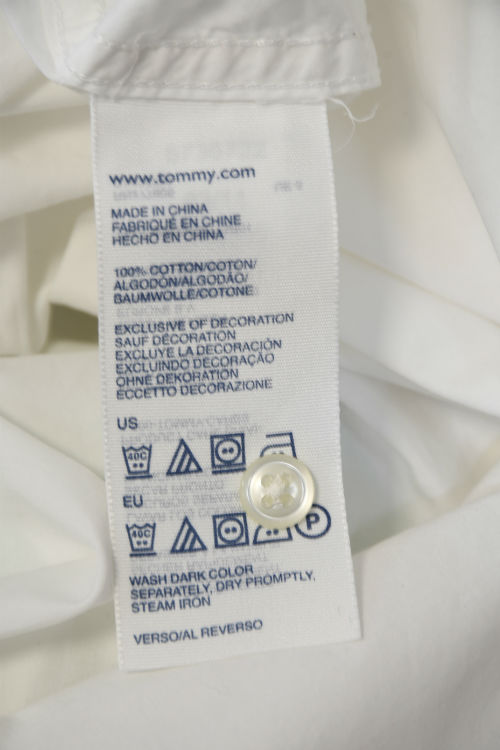 www.tommy.com
MADE IN CHINA
FABRIQUÉ EN CHINE
HECHO EN CHINA
100% COTTON/COTON/
ALGODÓN/ALGODÃO/
BAUMWOLLE/COTONE
EXCLUSIVE OF DECORATION
SAUF DÉCORATION
EXCLUYE LA DECORACIÓN
EXCLUINDO DECORAÇÃO
OHNE DEKORATION
ECCETTO DECORAZIONE
US
40C
EU
40C P
WASH DARK COLOR
SEPARATELY, DRY PROMPTLY,
STEAM IRON
VERSO/AL REVERSO